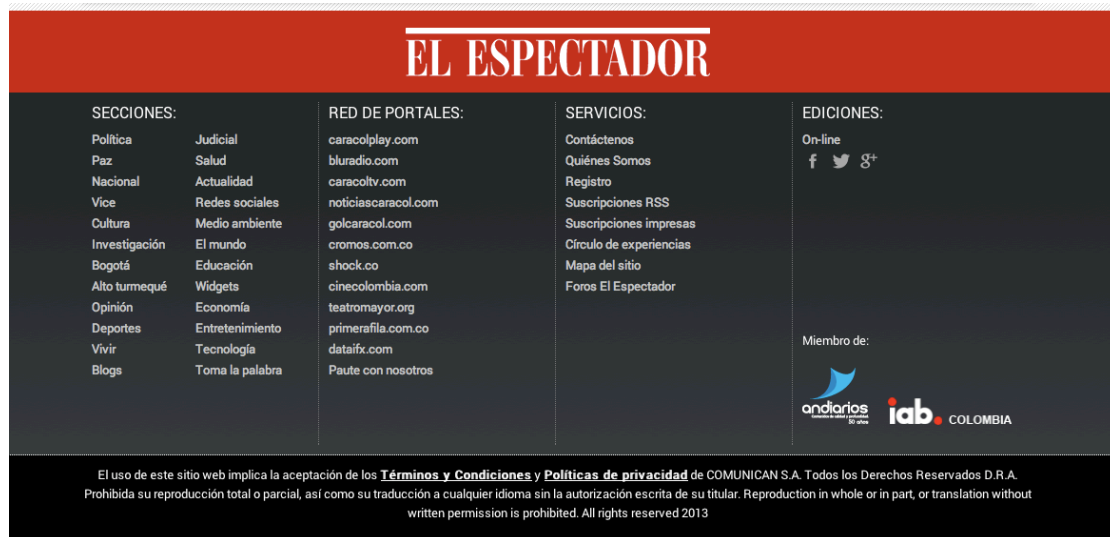 EL ESPECTADOR
SECCIONES:
Política
Paz
Nacional
Vice
Cultura
Investigación
Bogotá
Alto turmequé
Opinión
Deportes
Vivir
Blogs
Judicial
Salud
Actualidad
Redes sociales
Medio ambiente
El mundo
Educación
Widgets
Economía
Entretenimiento
Tecnología
Toma la palabra
RED DE PORTALES:
caracolplay.com
bluradio.com
caracoltv.com
noticiascaracol.com
golcaracol.com
cromos.com.co
shock.co
cinecolombia.com
teatromayor.org
primerafila.com.co
dataifx.com
Paute con nosotros
SERVICIOS:
Contáctenos
Quiénes Somos
Registro
Suscripciones RSS
Suscripciones impresas
Círculo de experiencias
Mapa del sitio
Foros El Espectador
EDICIONES:
On-line
f g+
Miembro de:
andiarios
50 años
iab. COLOMBIA
El uso de este sitio web implica la aceptación de los Términos y Condiciones y Políticas de privacidad de COMUNICAN S.A. Todos los Derechos Reservados D.R.A.
Prohibida su reproducción total o parcial, así como su traducción a cualquier idioma sin la autorización escrita de su titular. Reproduction in whole or in part, or translation without
written permission is prohibited. All rights reserved 2013